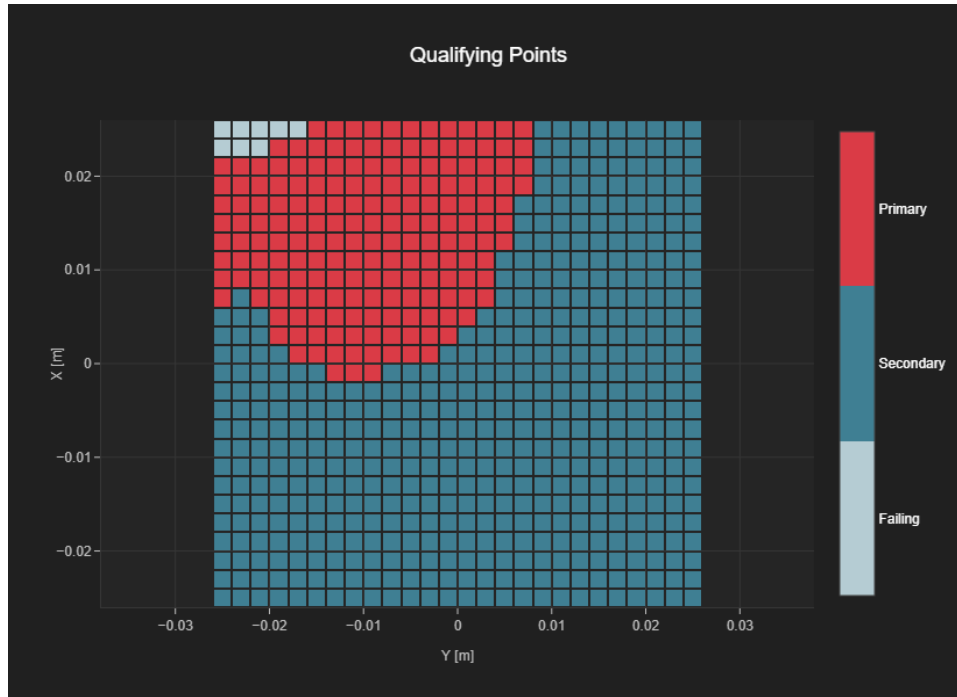 Qualifying Points
0.02
0.01
0
−0.01
−0.02
X [m]
−0.03
−0.02
−0.01
0
0.01
0.02
0.03
Y [m]
Primary
Secondary
Failing